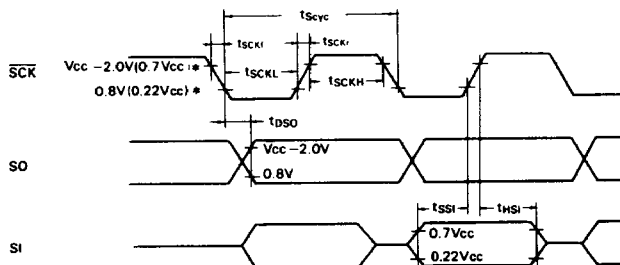 tScyc
tSCKf
tSCKr
SCK
Vcc −2.0V(0.7Vcc)*
tSCKL
tSCKH
0.8V(0.22Vcc)*
tDSO
SO
Vcc −2.0V
0.8V
tSSI
tHSI
SI
0.7Vcc
0.22Vcc